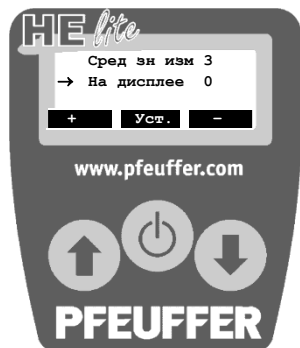 HE lite
Сред зн изм 3
→ На дисплее 0
+ Уст. -
www.pfeuffer.com
PFEUFFER